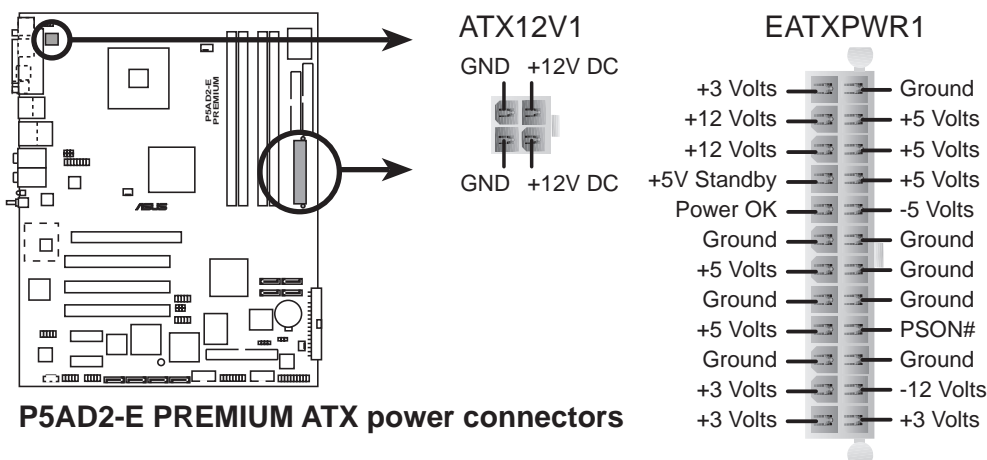 ATX12V1
GND +12V DC
GND +12V DC
EATXPWR1
+3 Volts Ground
+12 Volts +5 Volts
+12 Volts +5 Volts
+5V Standby +5 Volts
Power OK -5 Volts
Ground Ground
+5 Volts Ground
Ground Ground
+5 Volts PSON#
Ground Ground
+3 Volts -12 Volts
+3 Volts +3 Volts
P5AD2-E
PREMIUM
ASUS
P5AD2-E PREMIUM ATX power connectors